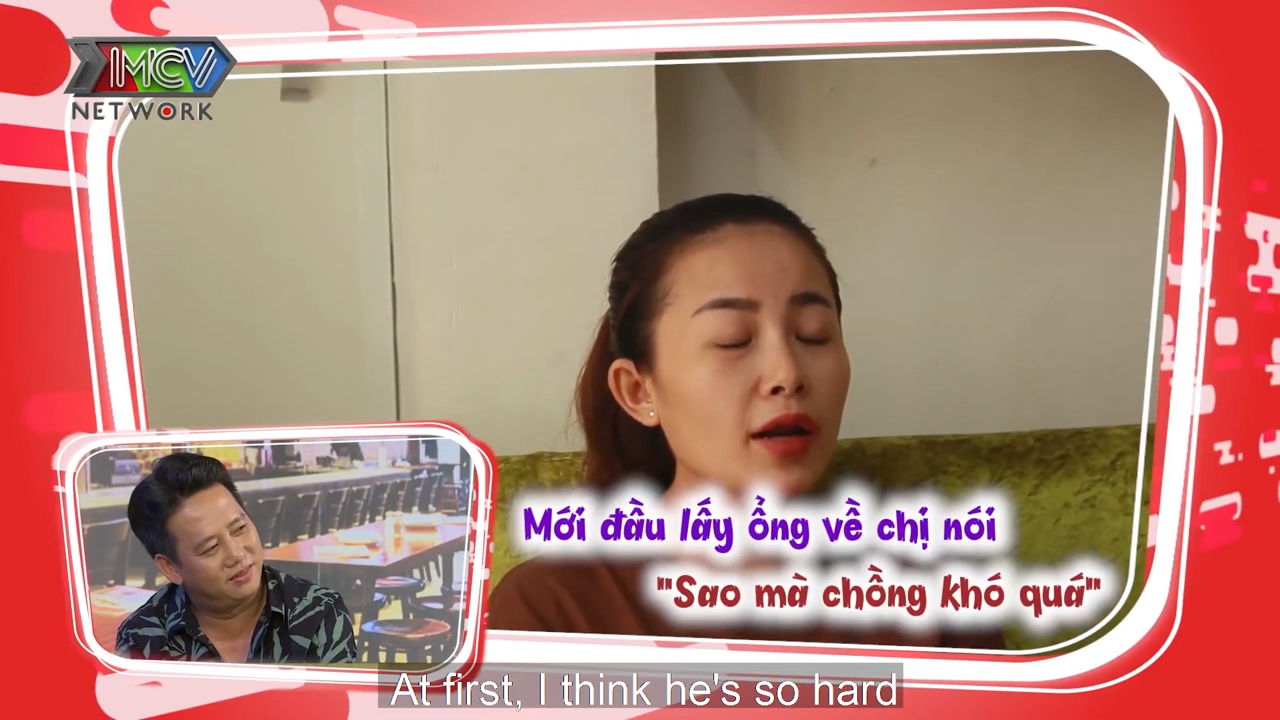 MCV
NETWORK
Mới đầu lấy ổng về chị nói
"Sao mà chồng khó quá"
At first, I think he's so hard